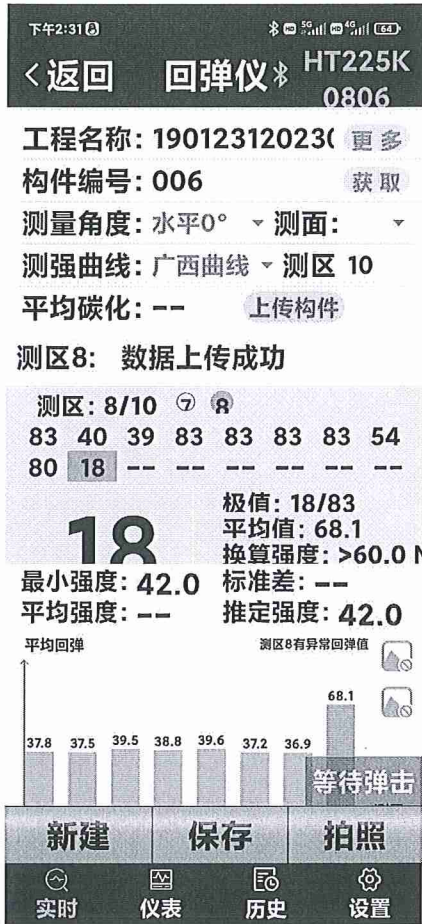 下午2:31 HD 5G HD 4G 64
<返回 回弹仪 HT225K
0806
工程名称: 19012312023( 更多
构件编号: 006 获取
测量角度: 水平0° 测面:
测强曲线: 广西曲线 测区 10
平均碳化: -- 上传构件
测区8: 数据上传成功
测区: 8/10 ⑦ 8
83 40 39 83 83 83 83 54
80 18 -- -- -- -- -- --
18
极值: 18/83
平均值: 68.1
换算强度: >60.0 N
最小强度: 42.0 标准差: --
平均强度: -- 推定强度: 42.0
平均回弹 测区8有异常回弹值
68.1
37.8 37.5 39.5 38.8 39.6 37.2 36.9
等待弹击
新建 保存 拍照
实时 仪表 历史 设置